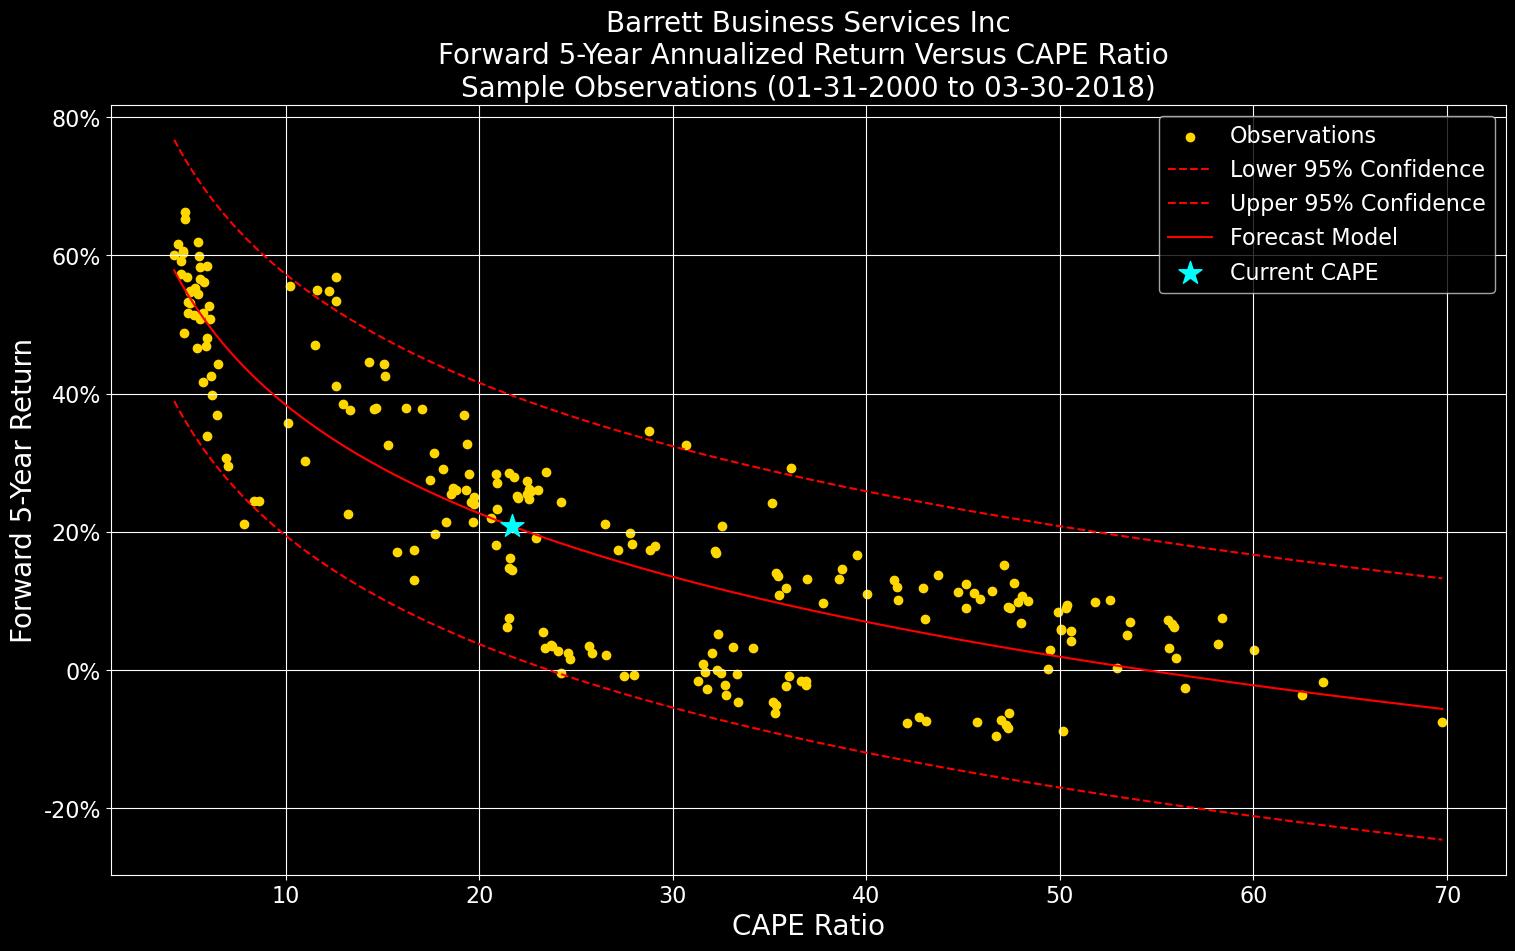 Barrett Business Services Inc
Forward 5-Year Annualized Return Versus CAPE Ratio
Sample Observations (01-31-2000 to 03-30-2018)
Observations
Lower 95% Confidence
Upper 95% Confidence
Forecast Model
Current CAPE
Forward 5-Year Return
80%
60%
40%
20%
0%
-20%
10 20 30 40 50 60 70
CAPE Ratio